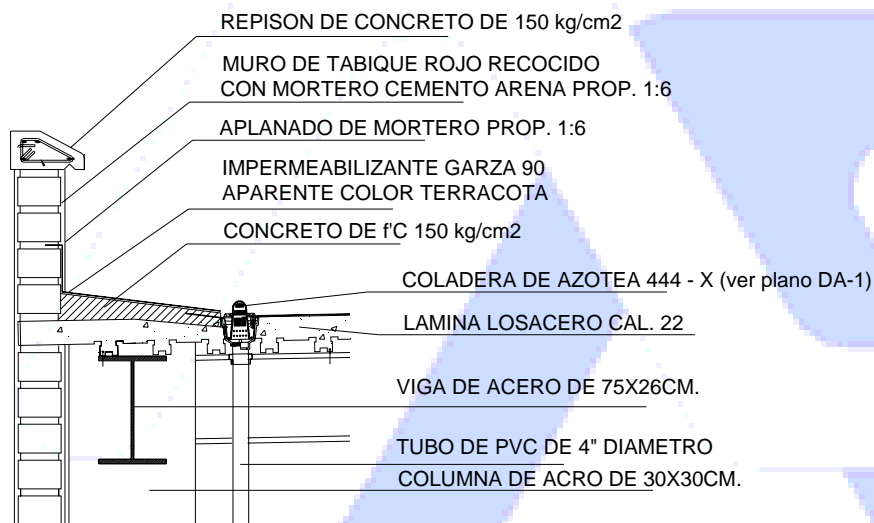 REPISON DE CONCRETO DE 150 kg/cm2
MURO DE TABIQUE ROJO RECOCIDO
CON MORTERO CEMENTO ARENA PROP. 1:6
APLANADO DE MORTERO PROP. 1:6
IMPERMEABILIZANTE GARZA 90
APARENTE COLOR TERRACOTA
CONCRETO DE f'C 150 kg/cm2
COLADERA DE AZOTEA 444 - X (ver plano DA-1)
LAMINA LOSACERO CAL. 22
VIGA DE ACERO DE 75X26CM.
TUBO DE PVC DE 4" DIAMETRO
COLUMNA DE ACRO DE 30X30CM.